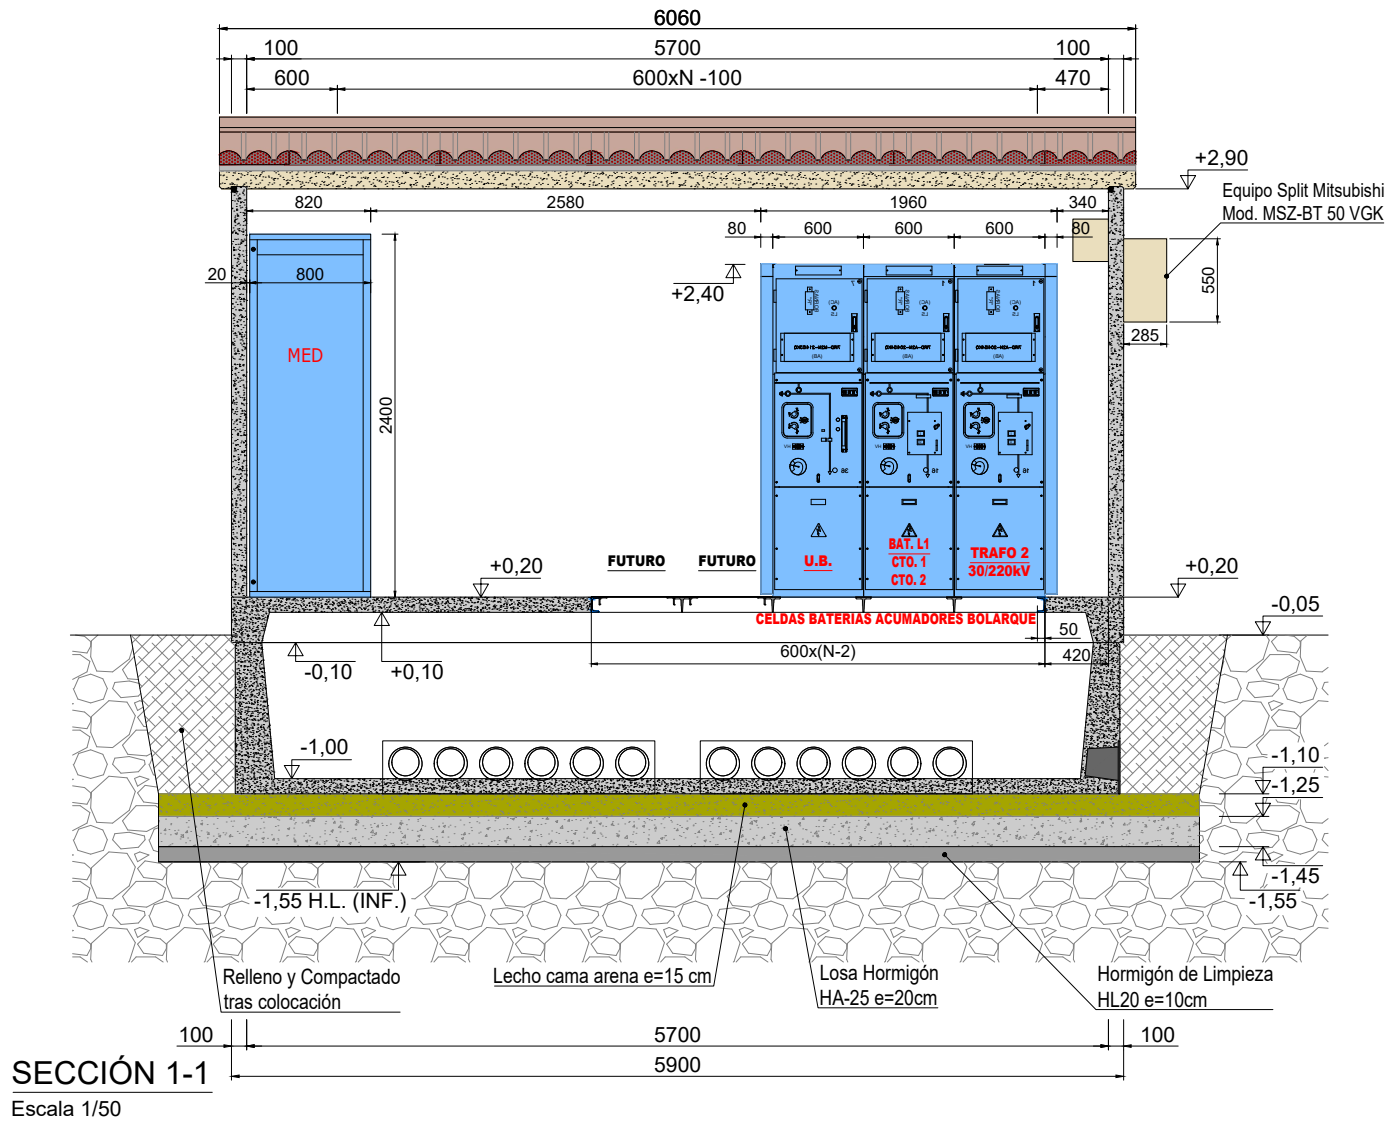 6060
100
5700
100
600
600xN -100
470
+2,90
Equipo Split Mitsubishi
Mod. MSZ-BT 50 VGK
820
2580
1960
340
80
600
600
600
80
20
800
+2,40
550
285
MED
2400
FUTURO
FUTURO
U.B.
BAT. L1
CTO. 1
CTO. 2
TRAFO 2
30/220kV
+0,20
+0,20
CELDAS BATERIAS ACUMADORES BOLARQUE
-0,05
50
600x(N-2)
420
-0,10
+0,10
-1,00
-1,10
-1,25
-1,45
-1,55
-1,55 H.L. (INF.)
Relleno y Compactado
tras colocación
Lecho cama arena e=15 cm
Losa Hormigón
HA-25 e=20cm
Hormigón de Limpieza
HL20 e=10cm
100
5700
100
5900
SECCIÓN 1-1
Escala 1/50